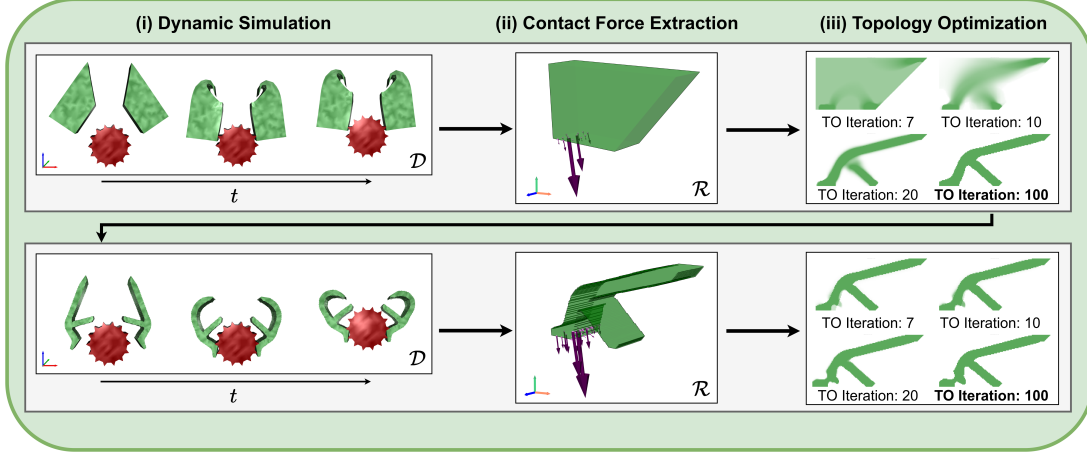 (i) Dynamic Simulation
(ii) Contact Force Extraction
(iii) Topology Optimization
𝒟
t
ℛ
TO Iteration: 7
TO Iteration: 10
TO Iteration: 20
TO Iteration: 100
𝒟
t
ℛ
TO Iteration: 7
TO Iteration: 10
TO Iteration: 20
TO Iteration: 100